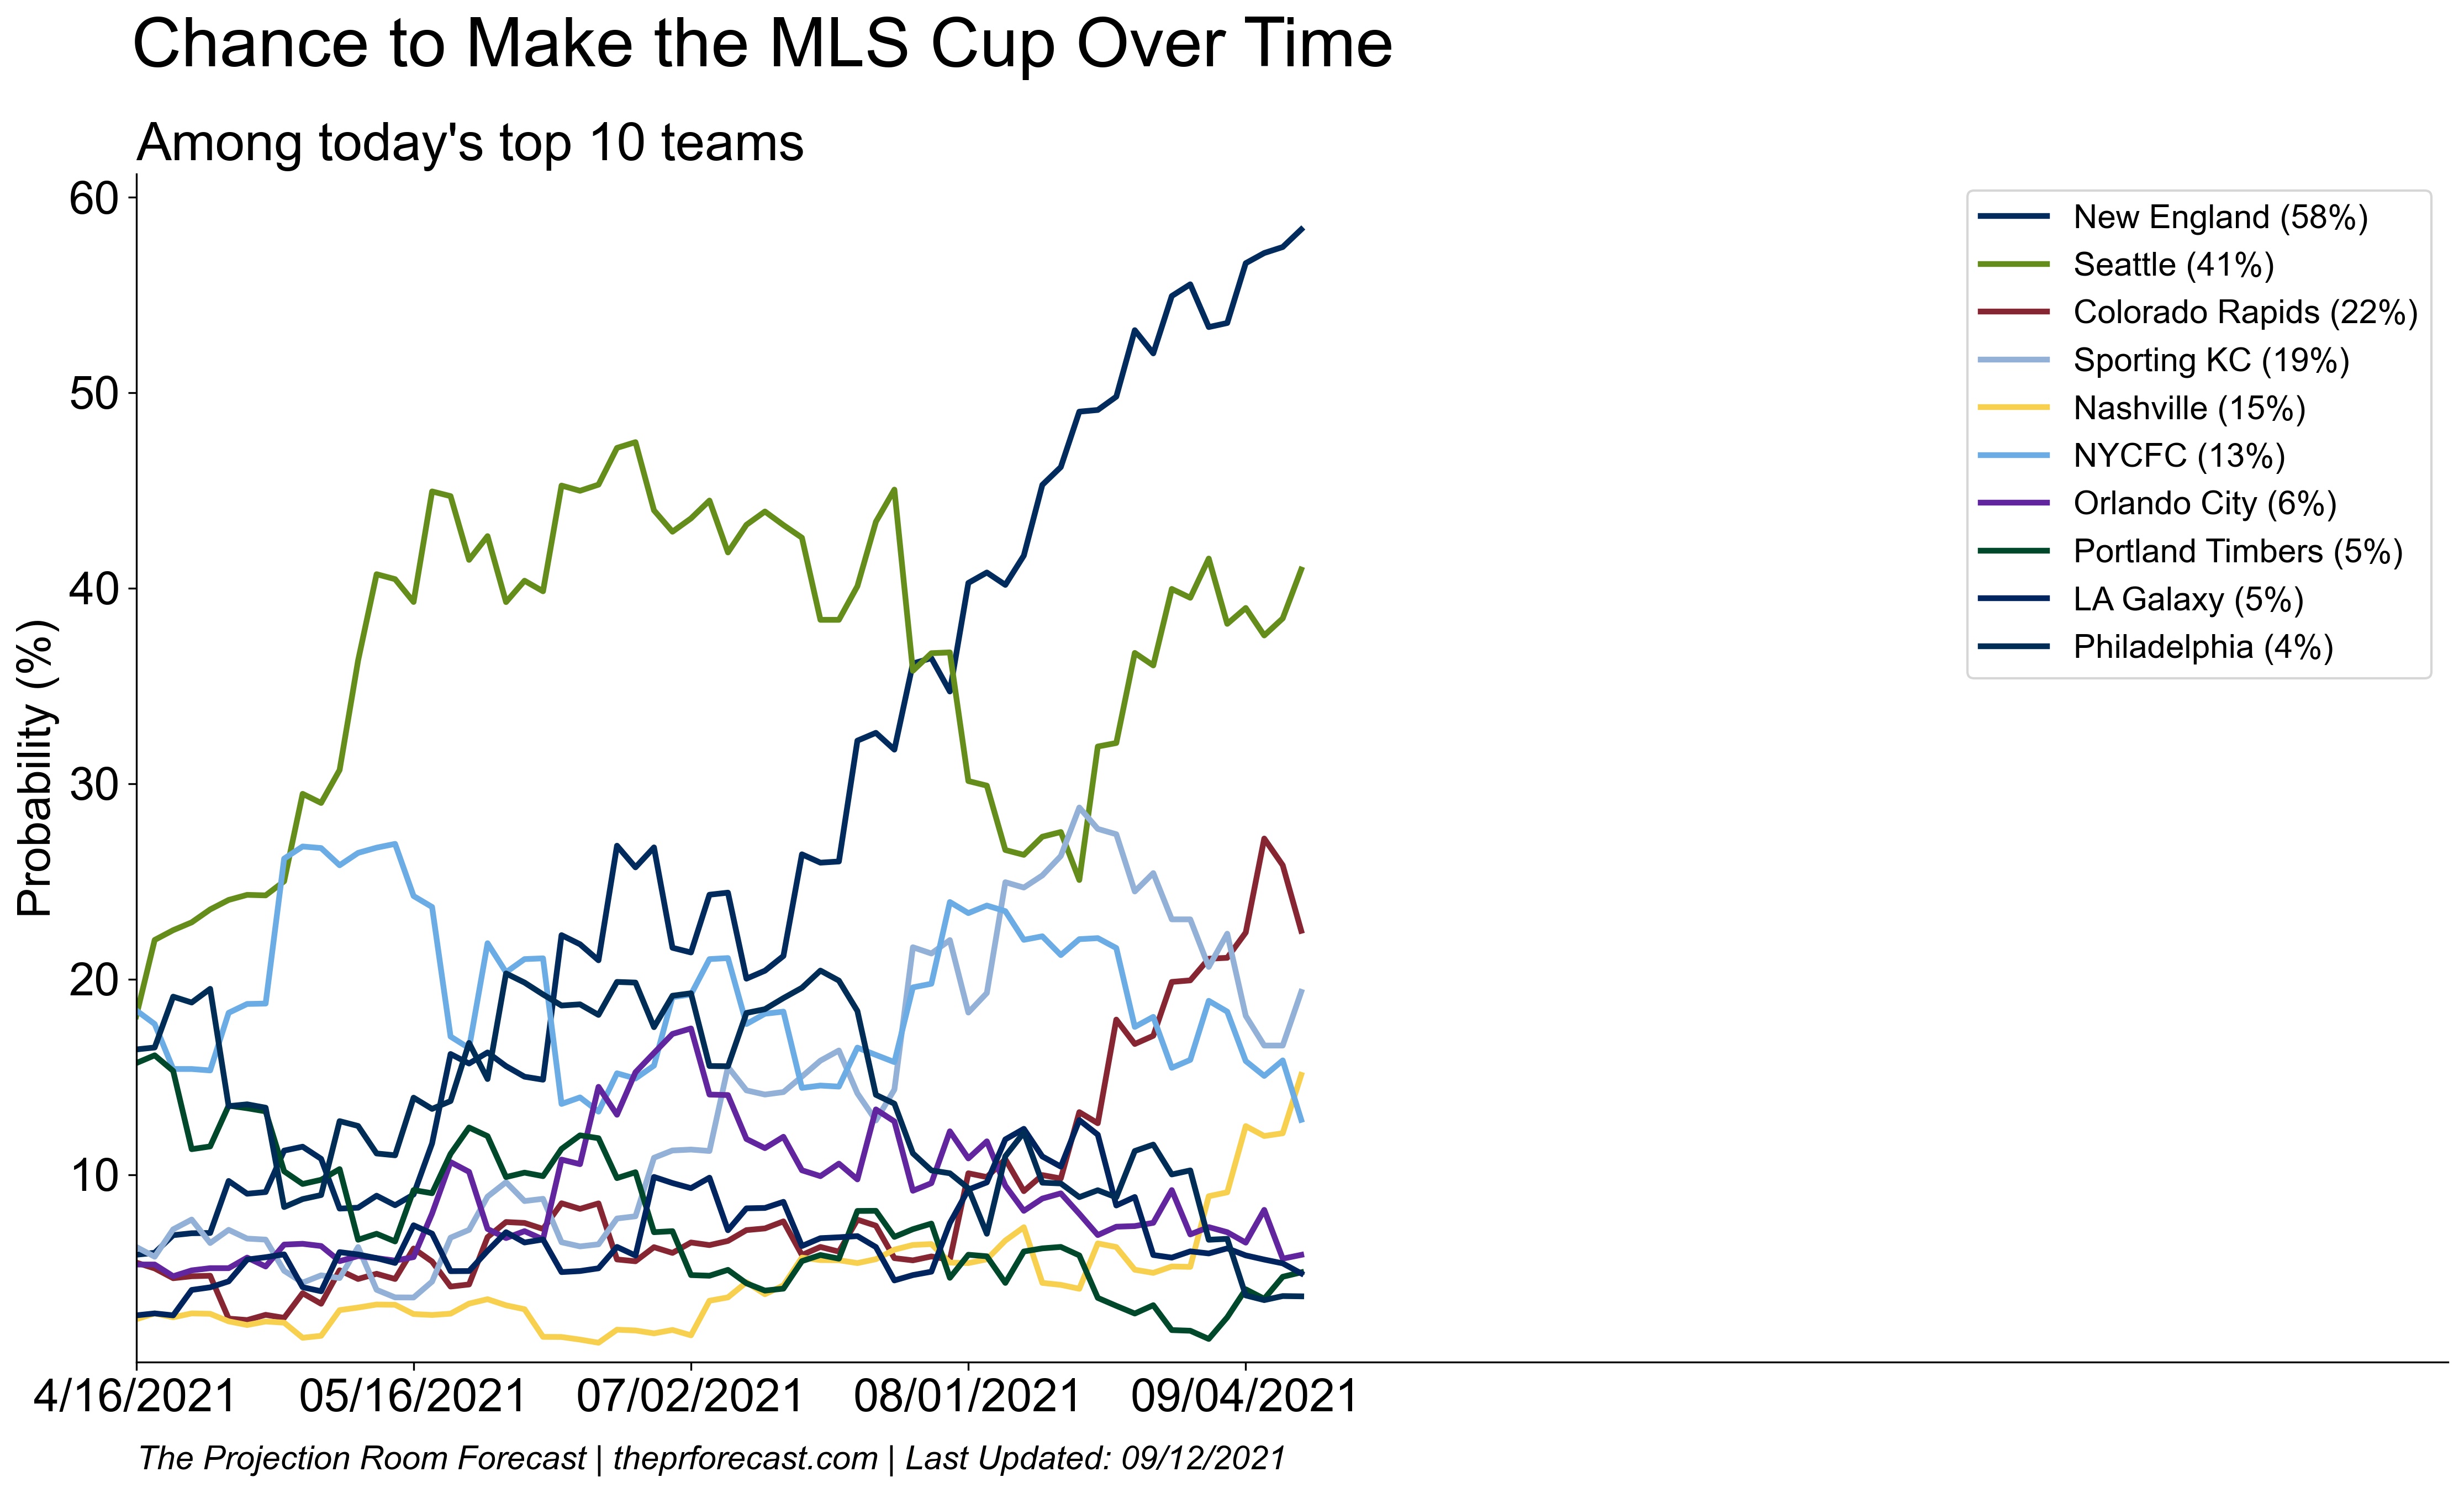 Chance to Make the MLS Cup Over Time
Among today's top 10 teams
60
50
40
30
20
10
Probability (%)
New England (58%)
Seattle (41%)
Colorado Rapids (22%)
Sporting KC (19%)
Nashville (15%)
NYCFC (13%)
Orlando City (6%)
Portland Timbers (5%)
LA Galaxy (5%)
Philadelphia (4%)
4/16/2021 05/16/2021 07/02/2021 08/01/2021 09/04/2021
The Projection Room Forecast | theprforecast.com | Last Updated: 09/12/2021